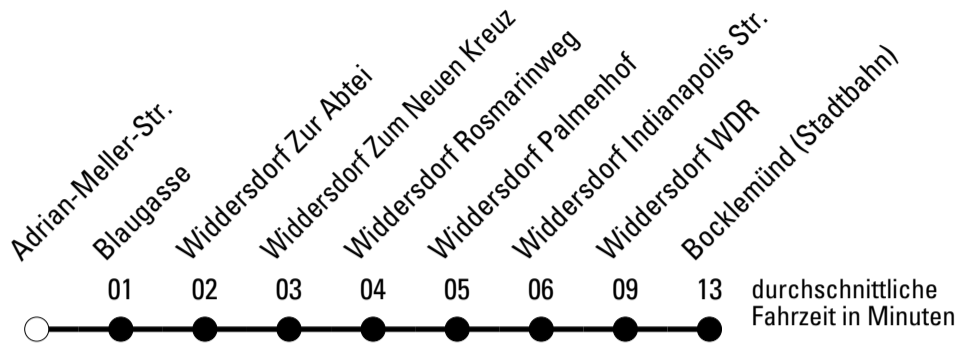 Adrian-Meller-Str.
Blaugasse
Widdersdorf Zur Abtei
Widdersdorf Zum Neuen Kreuz
Widdersdorf Rosmarinweg
Widdersdorf Palmenhof
Widdersdorf Indianapolis Str.
Widdersdorf WDR
Bocklemünd (Stadtbahn)
01 02 03 04 05 06 09 13
durchschnittliche
Fahrzeit in Minuten